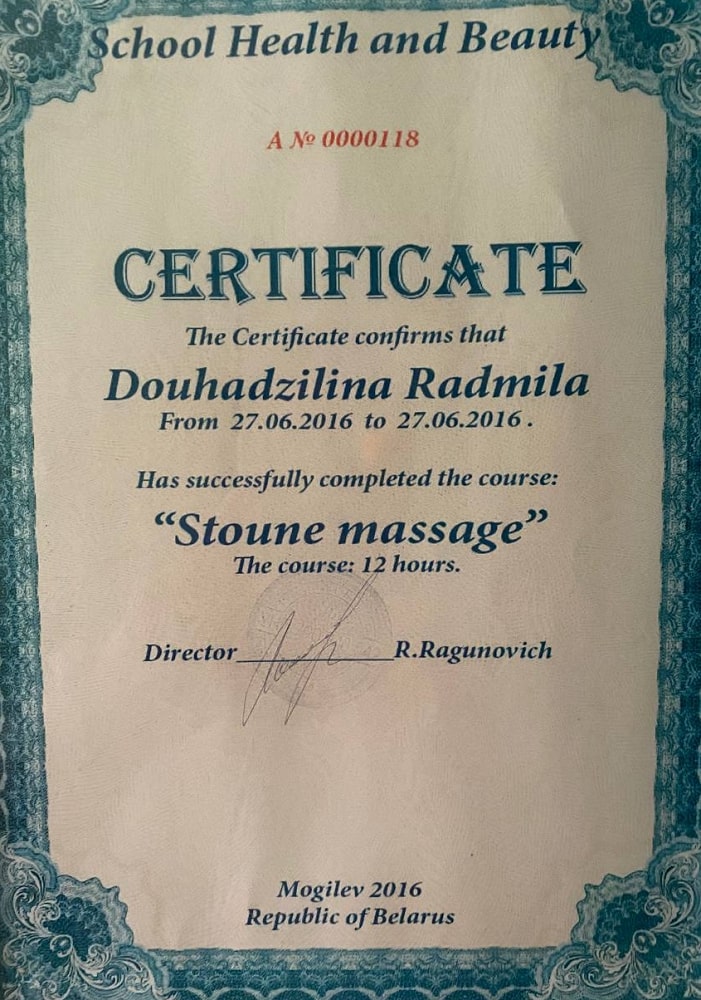 School Health and Beauty
A № 0000118
CERTIFICATE
The Certificate confirms that
Douhadzilina Radmila
From 27.06.2016 to 27.06.2016 .
Has successfully completed the course:
“Stoune massage”
The course: 12 hours.
Director R.Ragunovich
Mogilev 2016
Republic of Belarus